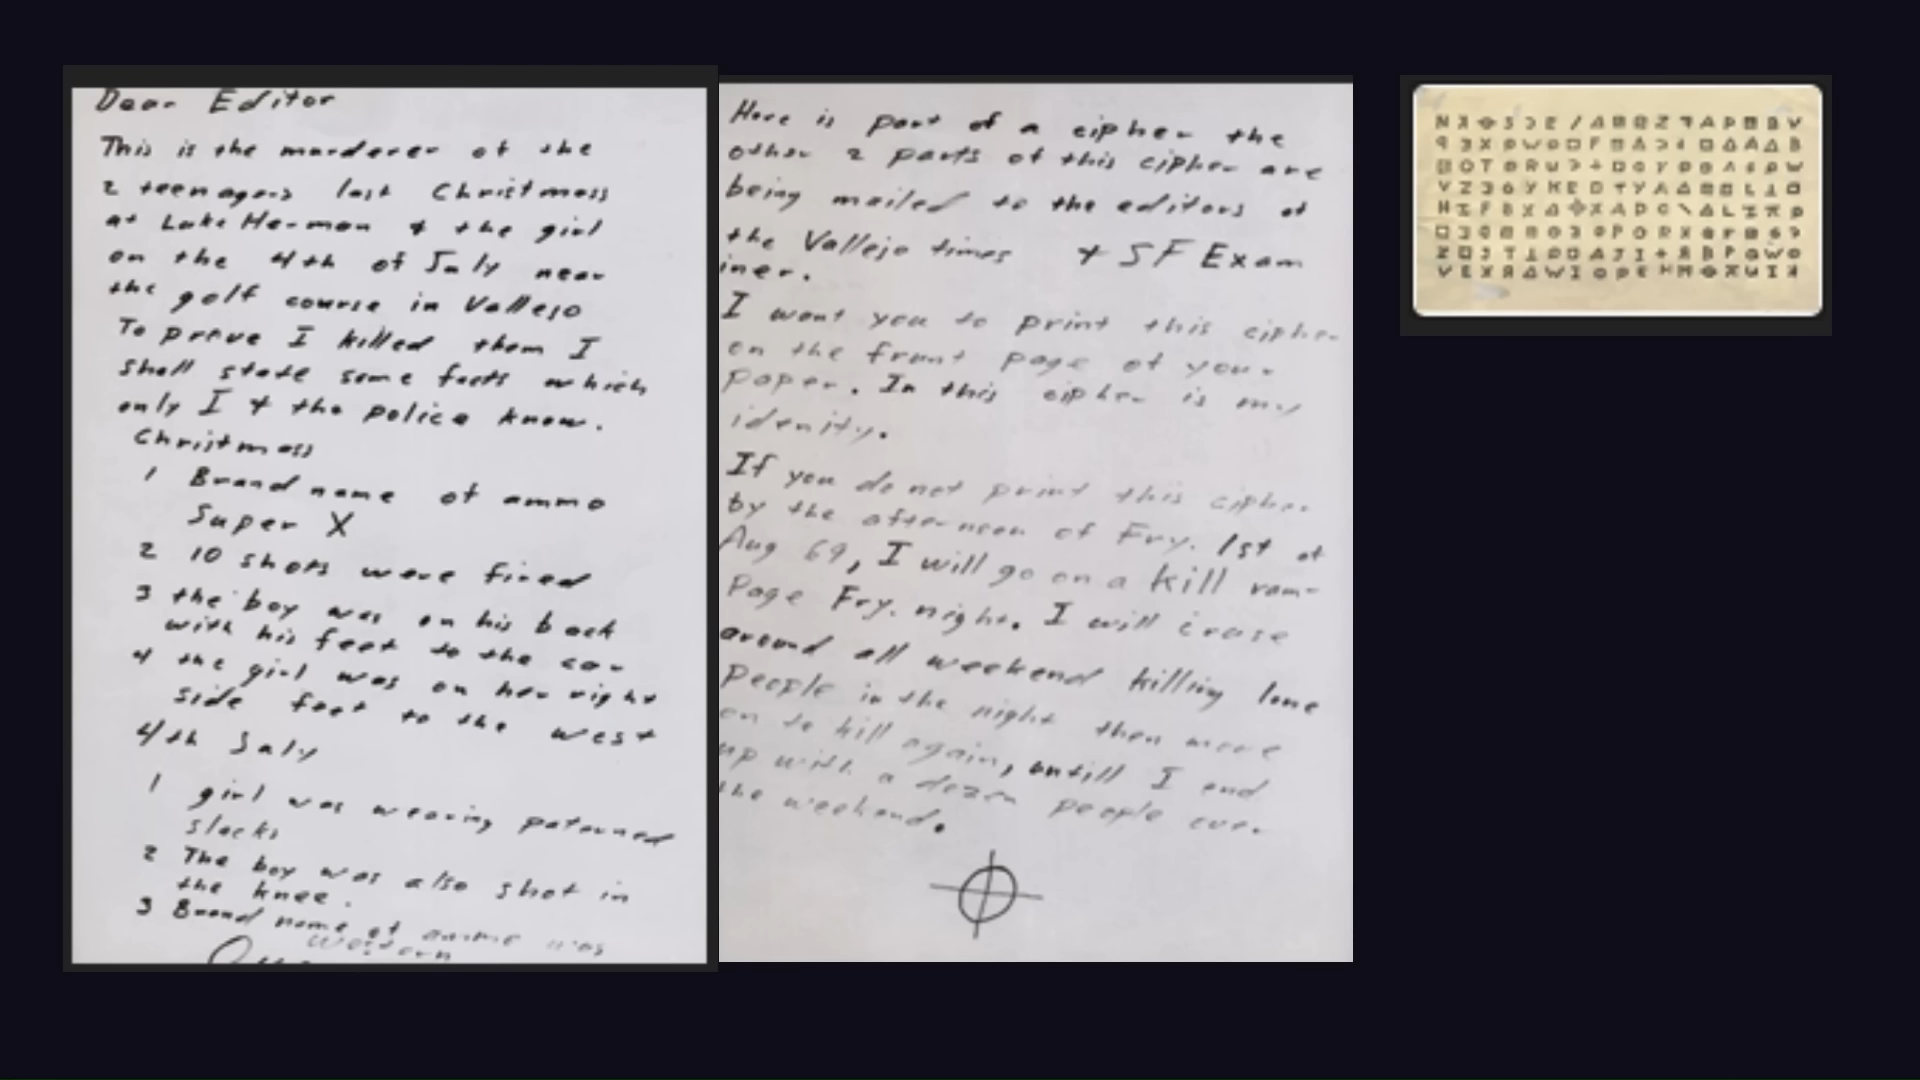 Dear Editor
This is the murderer of the
2 teenagers last Christmass
at Lake Herman & the girl
on the 4th of July near
the golf course in Vallejo
To prove I killed them I
shall state some facts which
only I & the police know.
Christmass
1 Brand name of ammo
Super X
2 10 shots were fired
3 the boy was on his back
with his feet to the car
4 the girl was on her right
side feet to the west
4th July
1 girl was wearing paterned
slacks
2 The boy was also shot in
the knee.
3 Brand name of ammo was
western
Here is part of a cipher the
other 2 parts of this cipher are
being mailed to the editors of
the Vallejo times & SF Exam
iner.
I want you to print this cipher
on the front page of your
paper. In this cipher is my
idenity.
If you do not print this cipher
by the afternoon of Fry. 1st of
Aug 69, I will go on a kill ram-
Page Fry. night. I will cruse
around all weekend killing lone
people in the night then move
on to kill again, untill I end
up with a dozen people over
the weekend.